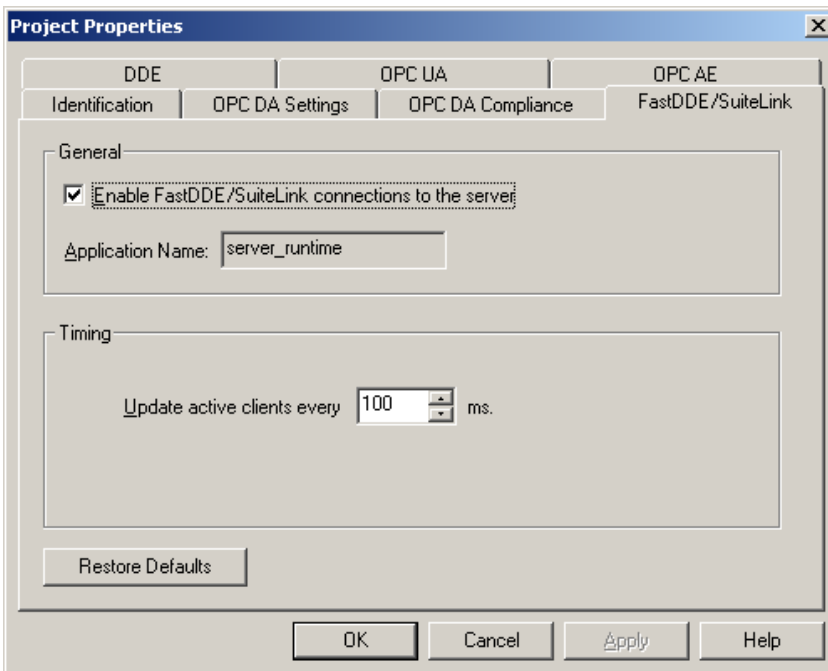 Project Properties
DDE OPC UA OPC AE
Identification OPC DA Settings OPC DA Compliance FastDDE/SuiteLink
General
Enable FastDDE/SuiteLink connections to the server
Application Name: server_runtime
Timing
Update active clients every 100 ms.
Restore Defaults
OK Cancel Apply Help